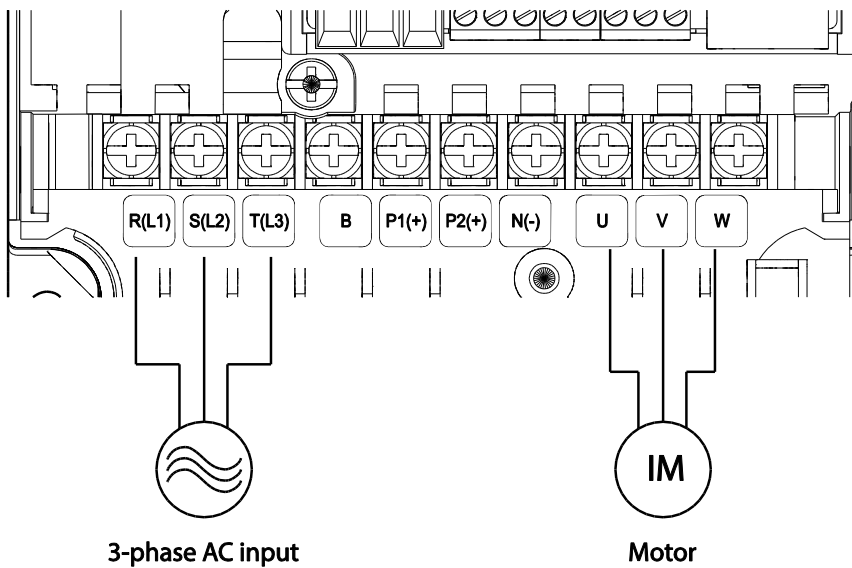 R(L1) S(L2) T(L3) B P1(+) P2(+) N(-) U V W
IM
3-phase AC input Motor